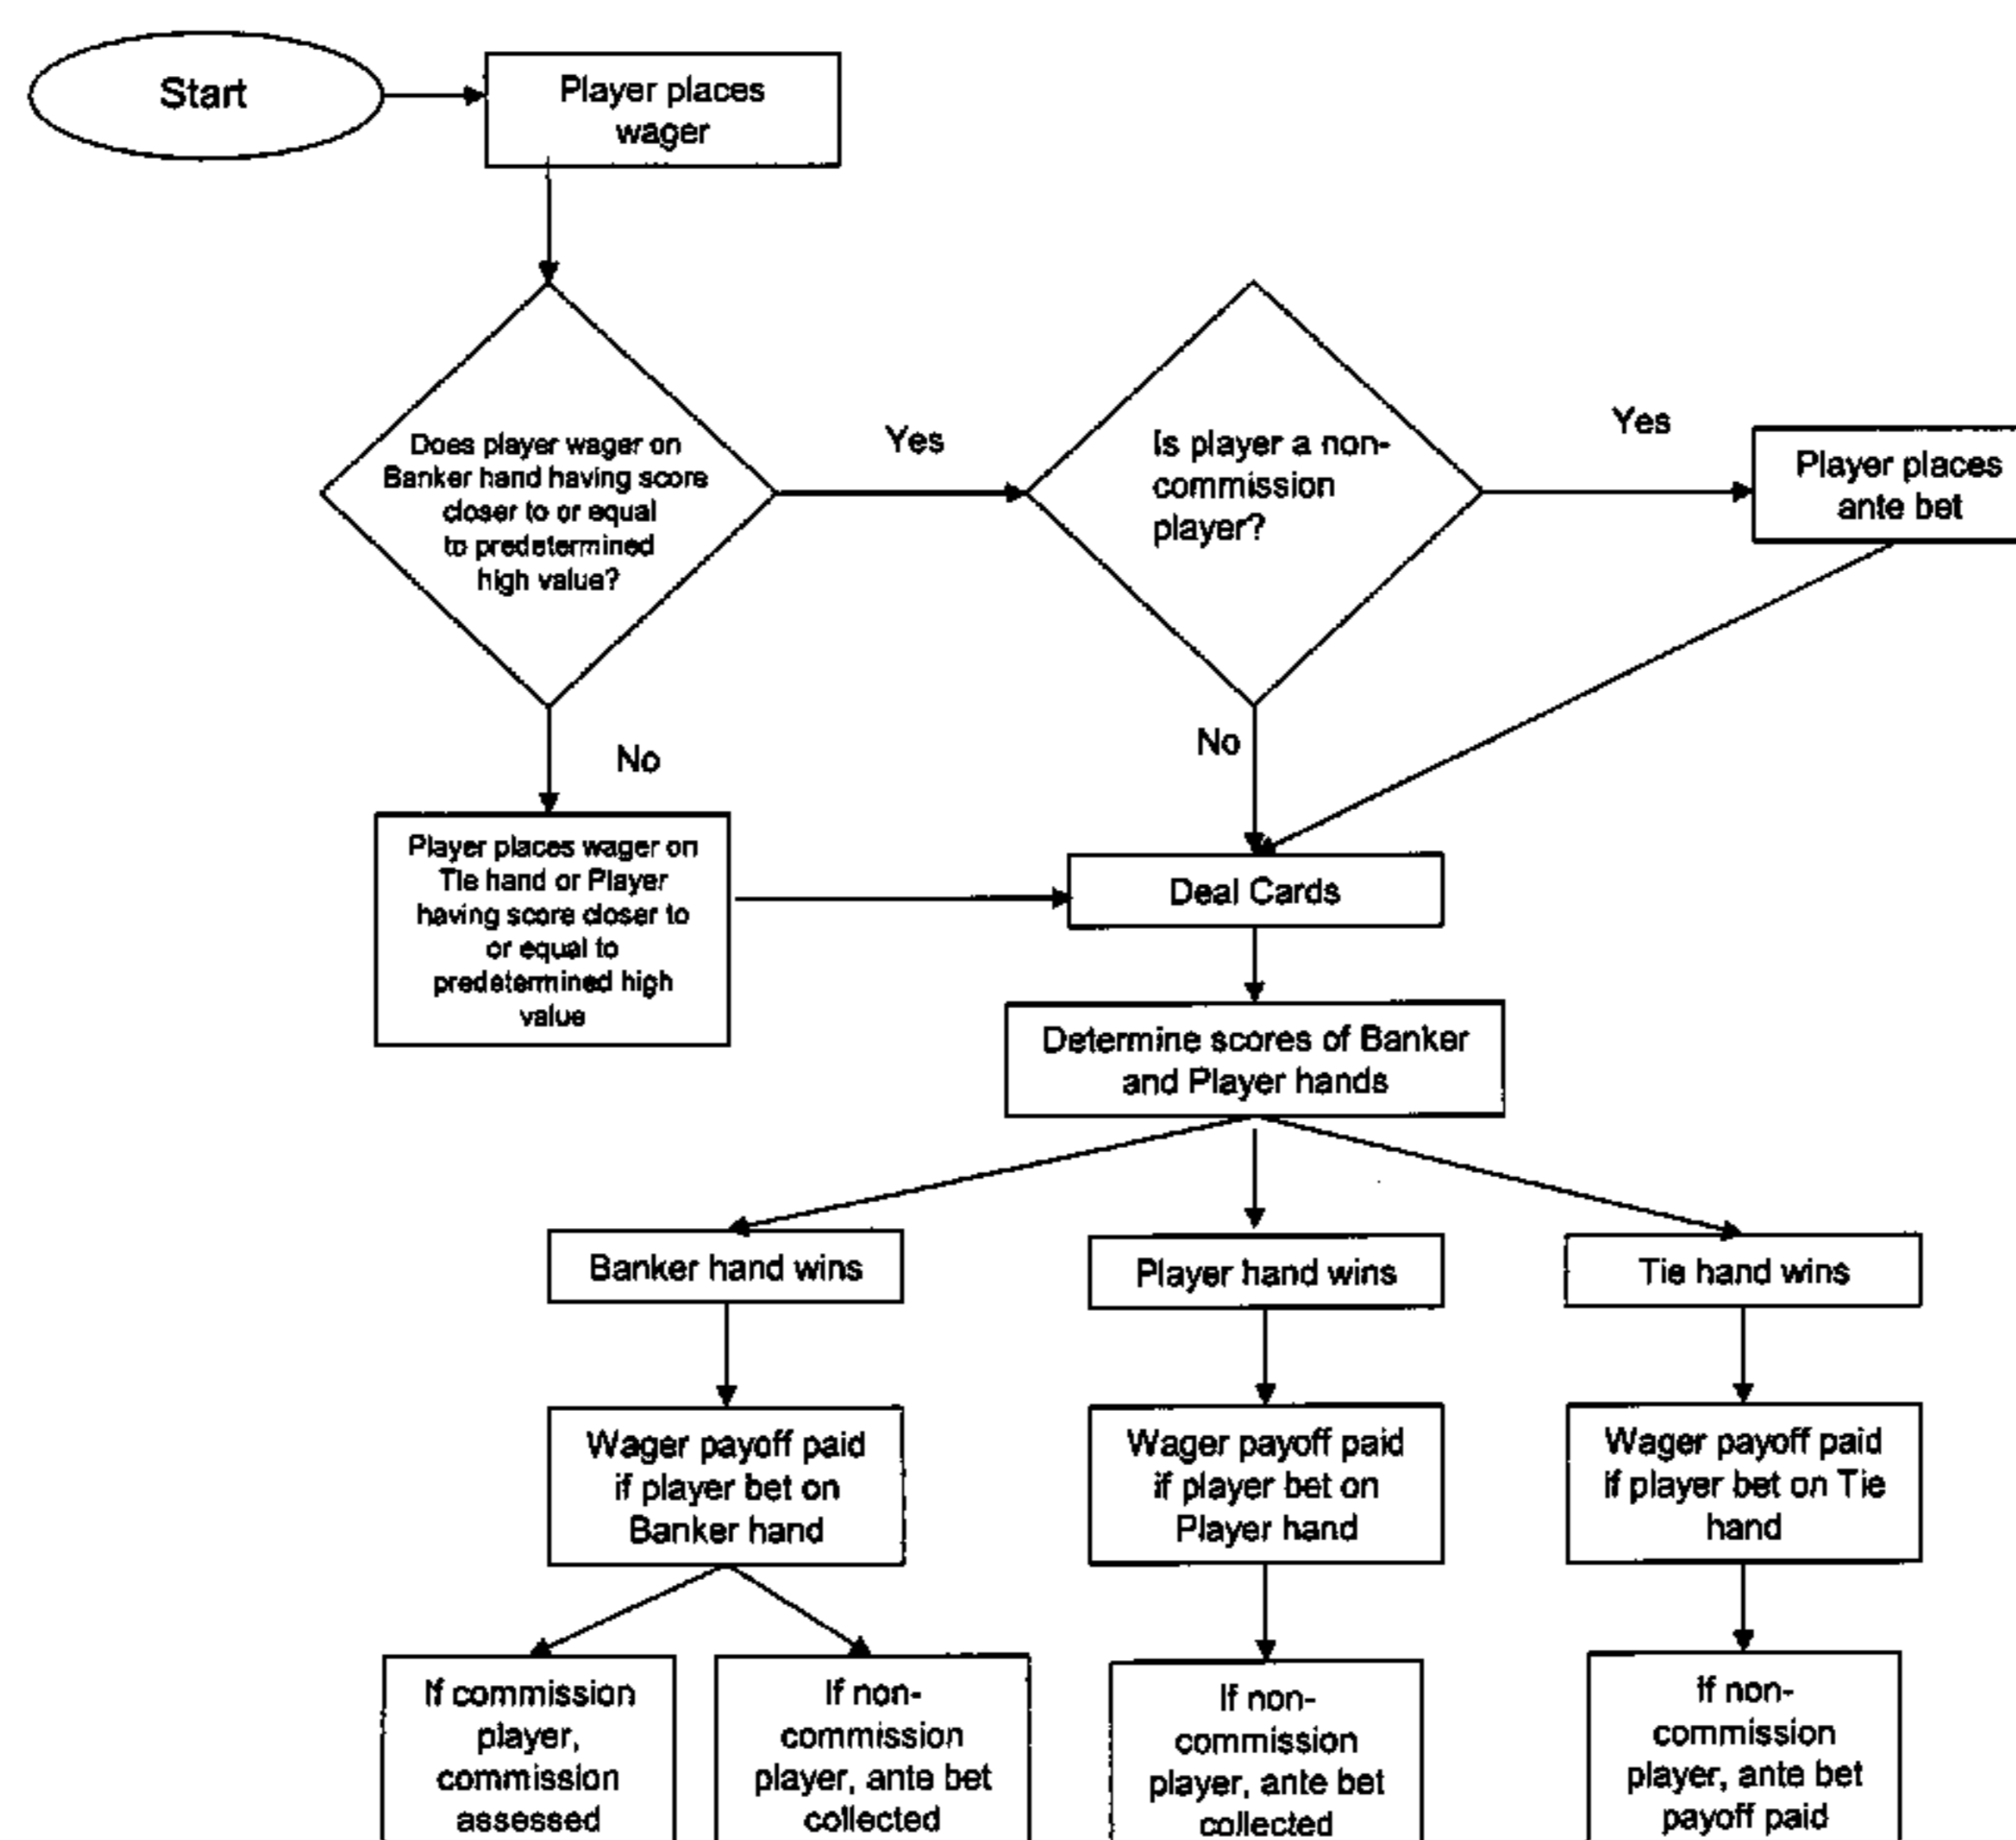 Start
Player places
wager
Does player wager on
Banker hand having score
closer to or equal
to predetermined
high value?
Yes
Is player a non-
commission
player?
Yes
Player places
ante bet
No
No
Player places wager on
Tie hand or Player
having score closer to
or equal to
predetermined high
value
Deal Cards
Determine scores of Banker
and Player hands
Banker hand wins
Player hand wins
Tie hand wins
Wager payoff paid
if player bet on
Banker hand
Wager payoff paid
if player bet on
Player hand
Wager payoff paid
if player bet on Tie
hand
If commission
player,
commission
assessed
If non-
commission
player, ante bet
collected
If non-
commission
player, ante bet
collected
If non-
commission
player, ante bet
payoff paid